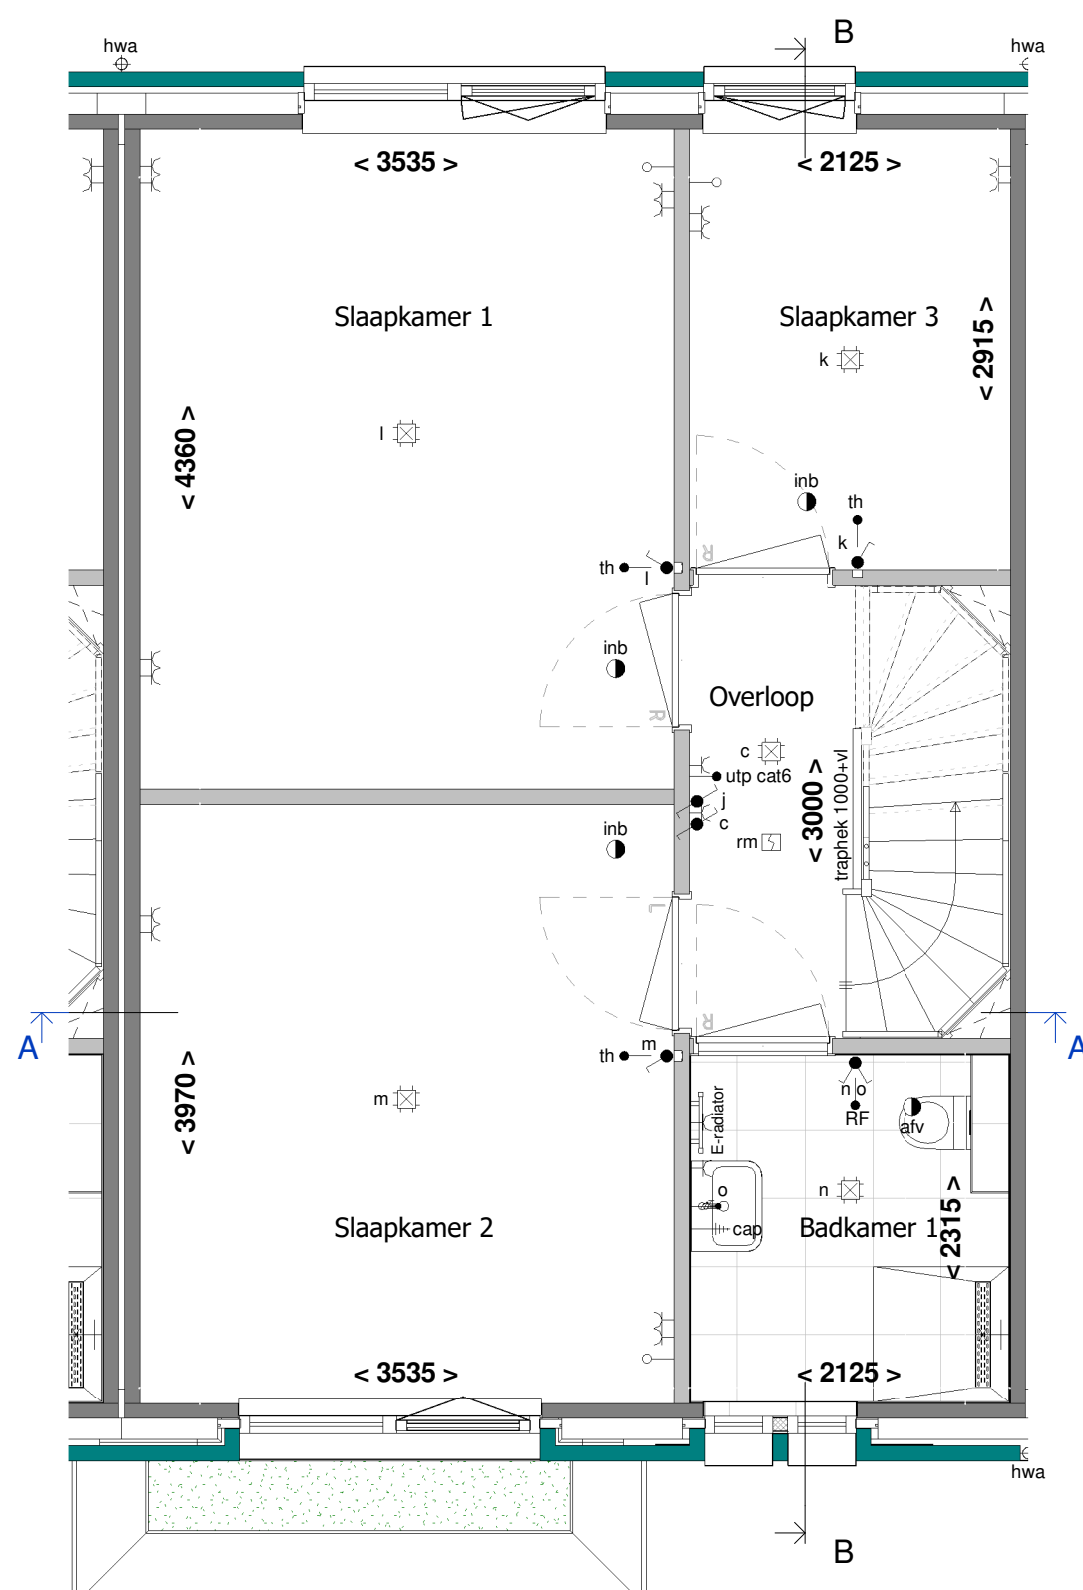 B
hwa
hwa
< 3535 >
< 2125 >
Slaapkamer 1
Slaapkamer 3
< 2915 >
k
l
< 4360 >
inb
th
k
R
th
l
inb
R
Overloop
c
utp cat6
j
c
< 3000 >
traphek 1000+vl
rm
inb
L
R
A
A
m
th
n o
RF
afv
E-radiator
m
< 3970 >
n
o
cap
Slaapkamer 2
Badkamer 1
< 2315 >
< 3535 >
< 2125 >
hwa
B